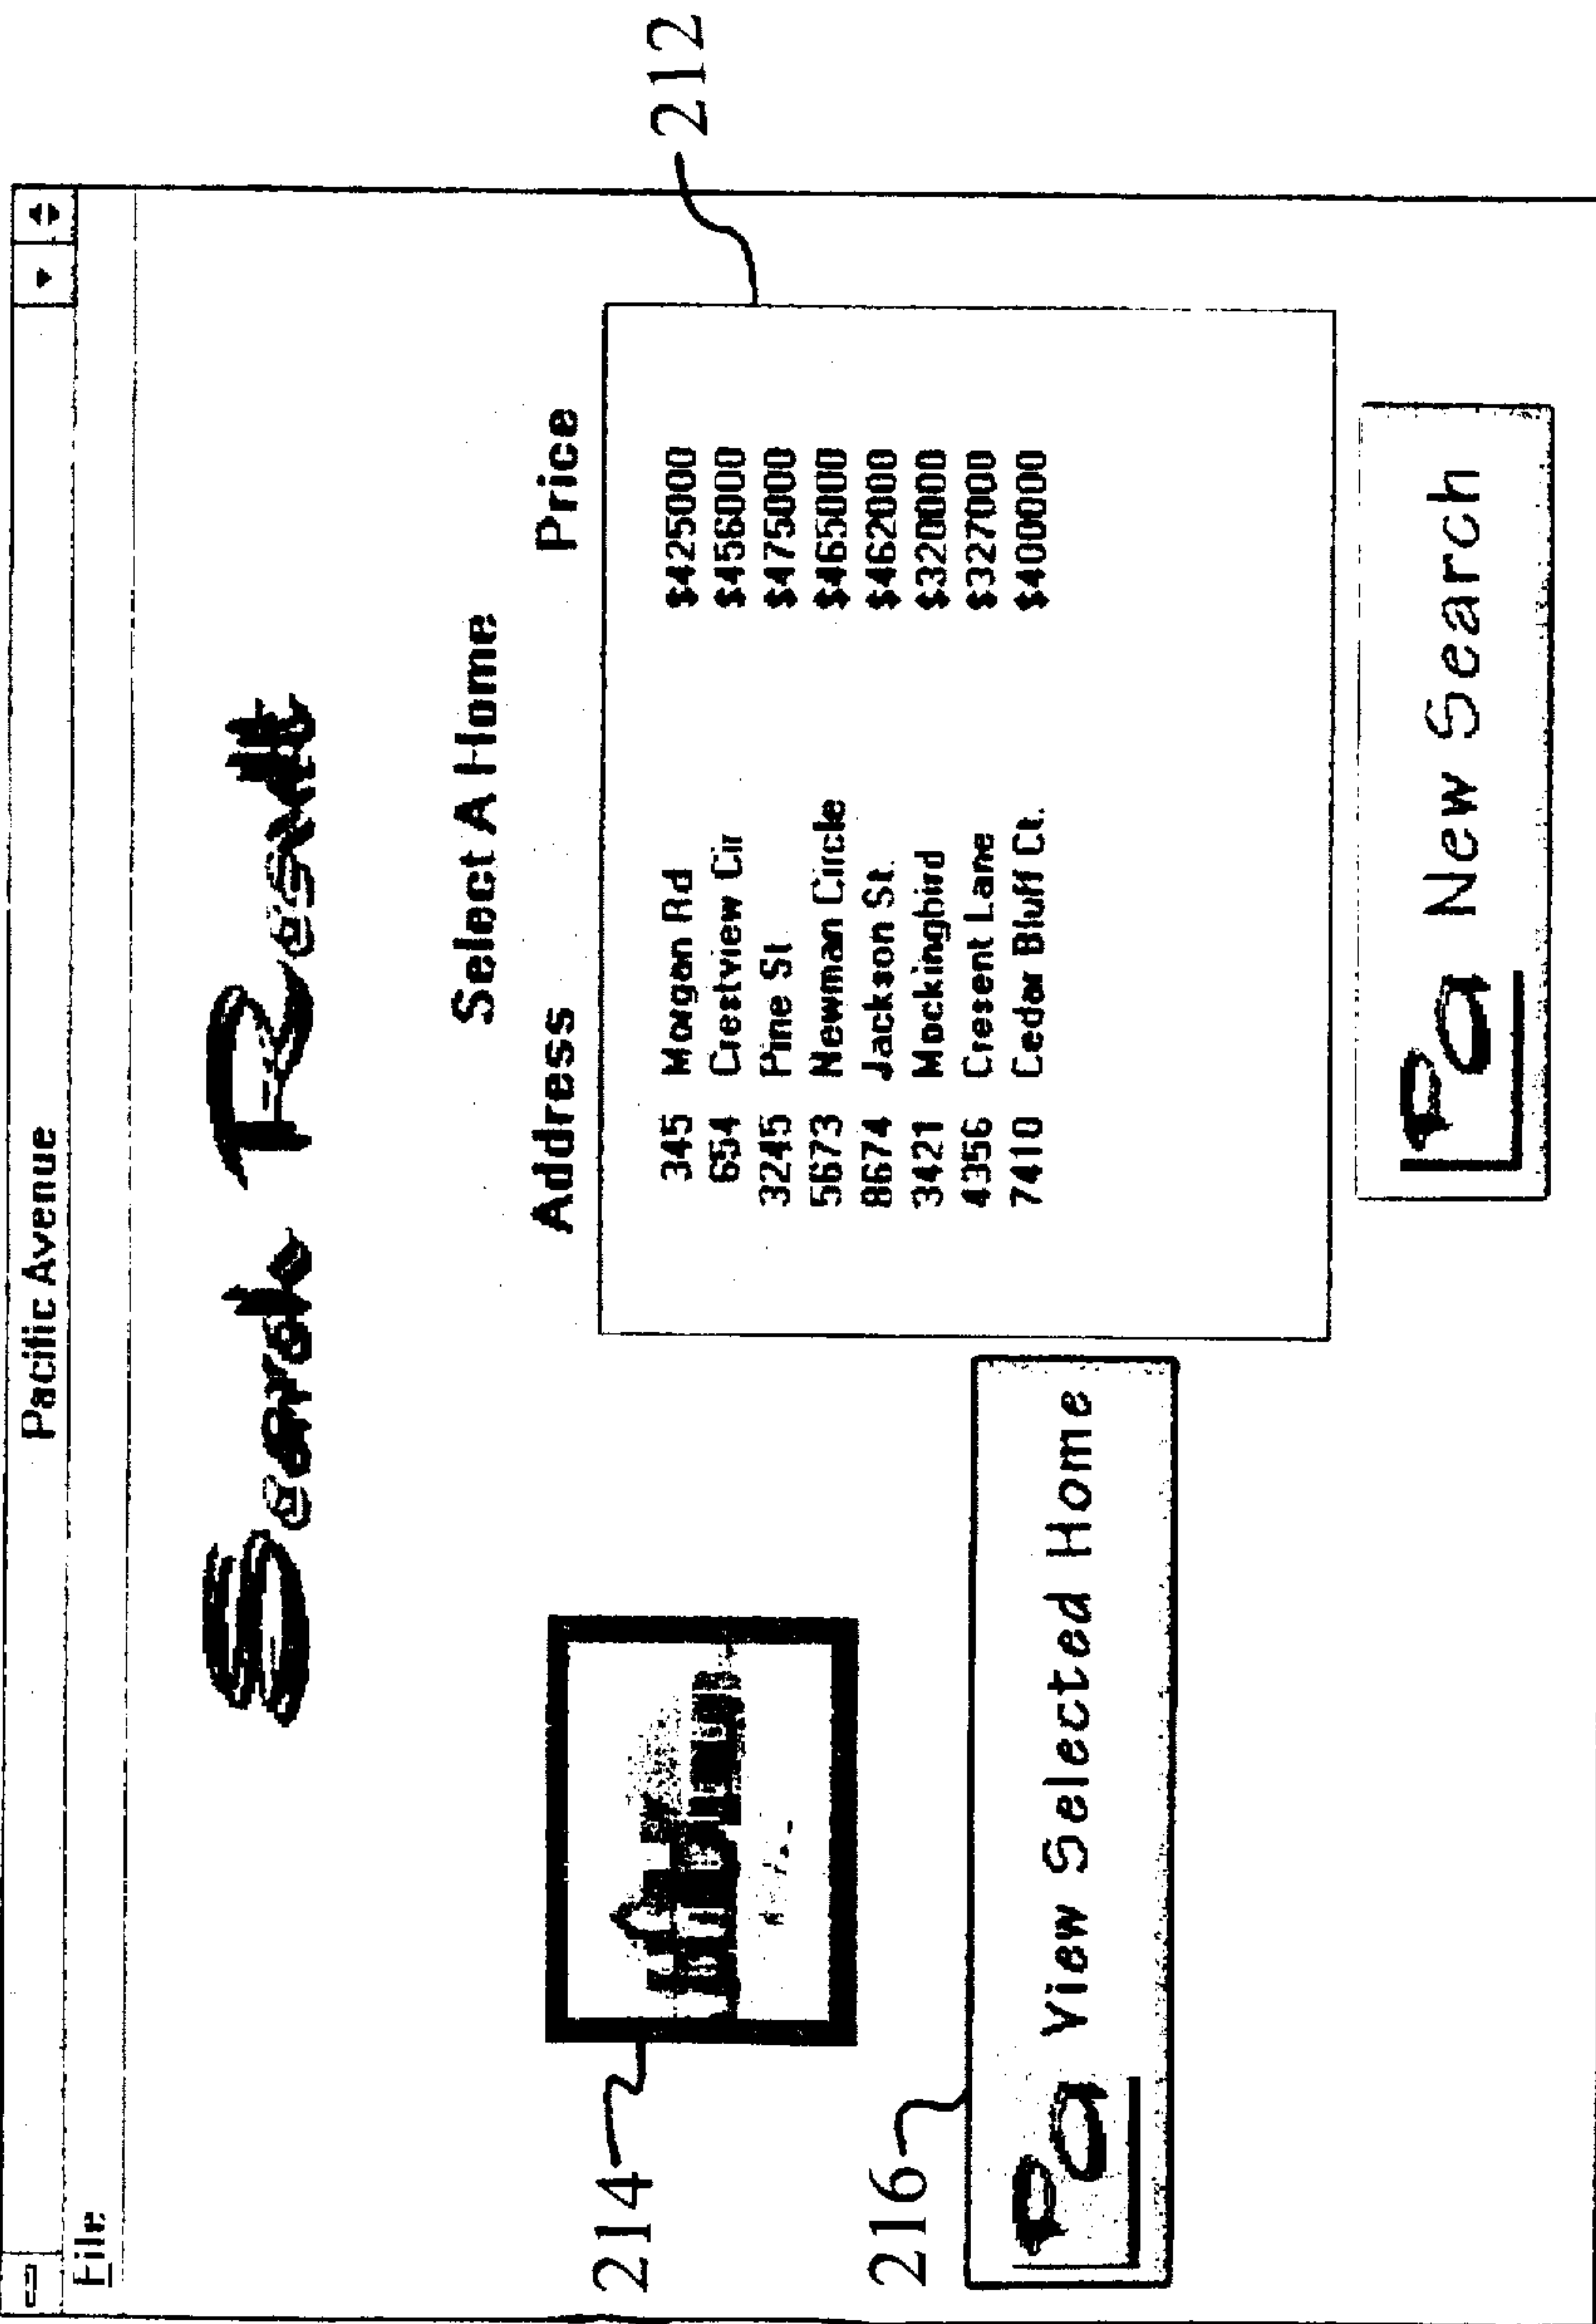 Pacific Avenue
File
Search Result
Select A Home
Address Price
345 Morgan Rd $425000
654 Crestview Cir $456000
3245 Pine St $475000
5673 Newman Circle $465000
8674 Jackson St. $462000
3421 Mockingbird $320000
4356 Cresent Lane $327000
7410 Cedar Bluff Ct. $400000
212
214
216
Pa View Selected Home
Pa New Search